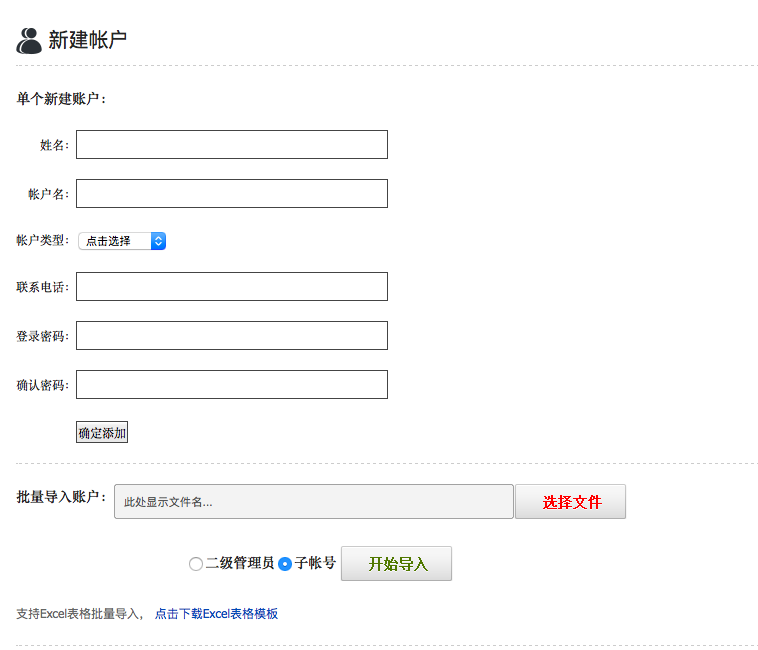 新建帐户
单个新建账户：
姓名：
帐户名：
帐户类型： 点击选择
联系电话：
登录密码：
确认密码：
确定添加
批量导入账户： 此处显示文件名... 选择文件
二级管理员 子帐号 开始导入
支持Excel表格批量导入， 点击下载Excel表格模板